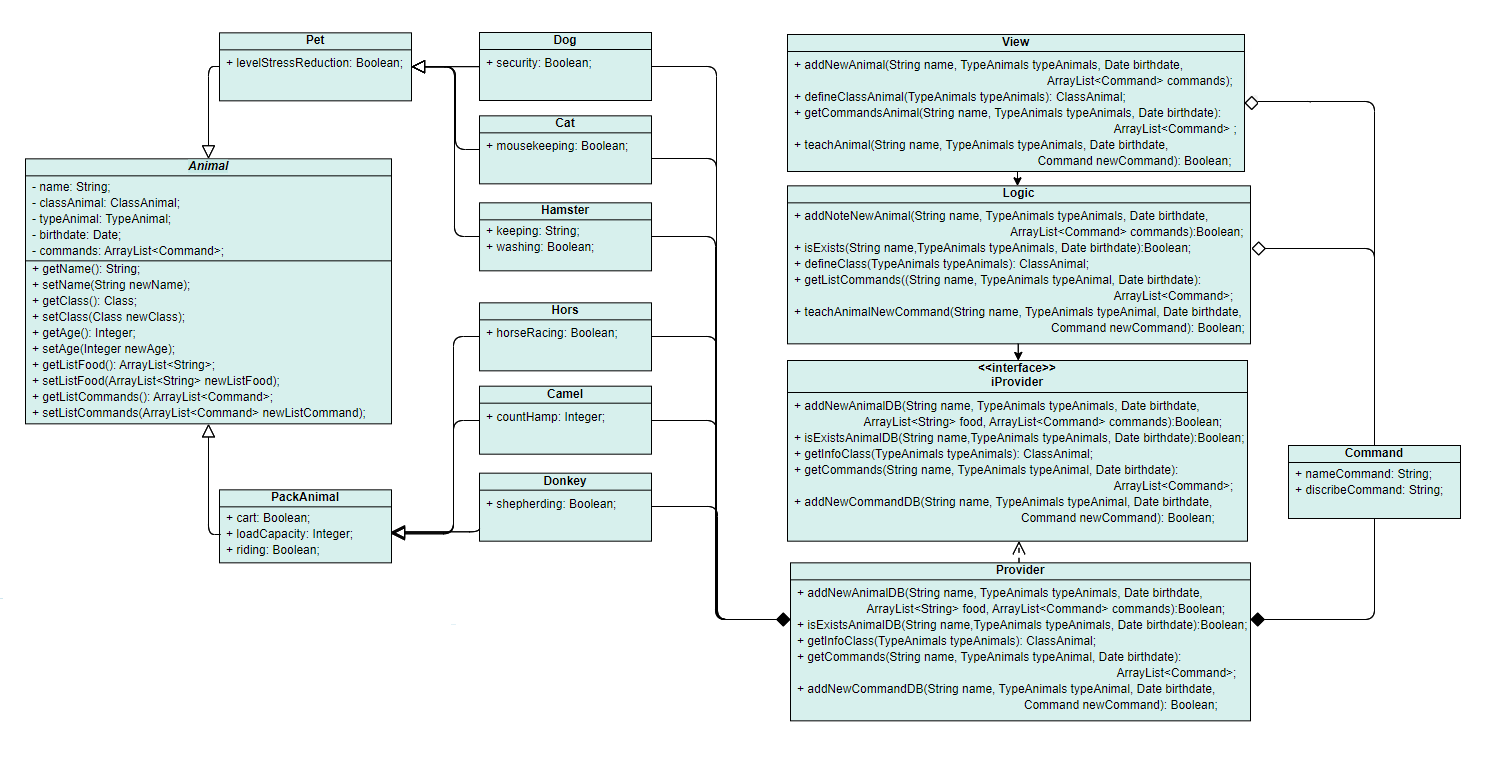 Pet
+ levelStressReduction: Boolean;
Animal
- name: String;
- classAnimal: ClassAnimal;
- typeAnimal: TypeAnimal;
- birthdate: Date;
- commands: ArrayList<Command>;
+ getName(): String;
+ setName(String newName);
+ getClass(): Class;
+ setClass(Class newClass);
+ getAge(): Integer;
+ setAge(Integer newAge);
+ getListFood(): ArrayList<String>;
+ setListFood(ArrayList<String> newListFood);
+ getListCommands(): ArrayList<Command>;
+ setListCommands(ArrayList<Command> newListCommand);
PackAnimal
+ cart: Boolean;
+ loadCapacity: Integer;
+ riding: Boolean;
Dog
+ security: Boolean;
Cat
+ mousekeeping: Boolean;
Hamster
+ keeping: String;
+ washing: Boolean;
Hors
+ horseRacing: Boolean;
Camel
+ countHamp: Integer;
Donkey
+ shepherding: Boolean;
View
+ addNewAnimal(String name, TypeAnimals typeAnimals, Date birthdate,
ArrayList<Command> commands);
+ defineClassAnimal(TypeAnimals typeAnimals): ClassAnimal;
+ getCommandsAnimal(String name, TypeAnimals typeAnimals, Date birthdate):
ArrayList<Command> ;
+ teachAnimal(String name, TypeAnimals typeAnimals, Date birthdate,
Command newCommand): Boolean;
Logic
+ addNoteNewAnimal(String name, TypeAnimals typeAnimals, Date birthdate,
ArrayList<Command> commands):Boolean;
+ isExists(String name,TypeAnimals typeAnimals, Date birthdate):Boolean;
+ defineClass(TypeAnimals typeAnimals): ClassAnimal;
+ getListCommands((String name, TypeAnimals typeAnimal, Date birthdate):
ArrayList<Command>;
+ teachAnimalNewCommand(String name, TypeAnimals typeAnimal, Date birthdate,
Command newCommand): Boolean;
<<interface>>
iProvider
+ addNewAnimalDB(String name, TypeAnimals typeAnimals, Date birthdate,
ArrayList<String> food, ArrayList<Command> commands):Boolean;
+ isExistsAnimalDB(String name,TypeAnimals typeAnimals, Date birthdate):Boolean;
+ getInfoClass(TypeAnimals typeAnimals): ClassAnimal;
+ getCommands(String name, TypeAnimals typeAnimal, Date birthdate):
ArrayList<Command>;
+ addNewCommandDB(String name, TypeAnimals typeAnimal, Date birthdate,
Command newCommand): Boolean;
Provider
+ addNewAnimalDB(String name, TypeAnimals typeAnimals, Date birthdate,
ArrayList<String> food, ArrayList<Command> commands):Boolean;
+ isExistsAnimalDB(String name,TypeAnimals typeAnimals, Date birthdate):Boolean;
+ getInfoClass(TypeAnimals typeAnimals): ClassAnimal;
+ getCommands(String name, TypeAnimals typeAnimal, Date birthdate):
ArrayList<Command>;
+ addNewCommandDB(String name, TypeAnimals typeAnimal, Date birthdate,
Command newCommand): Boolean;
Command
+ nameCommand: String;
+ discribeCommand: String;